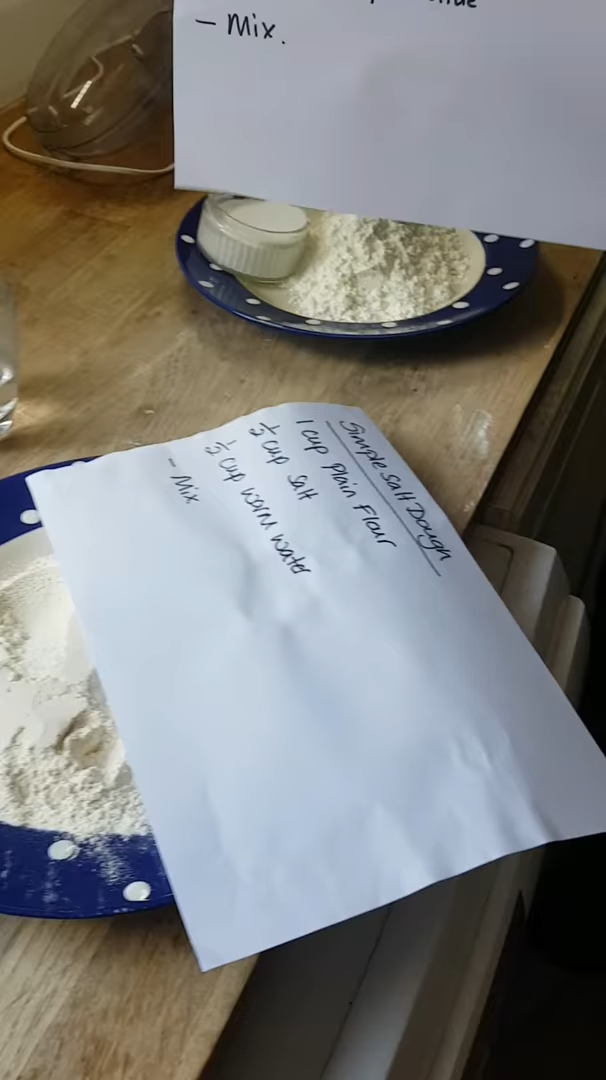 - Mix.
Simple Salt Dough
1 cup Plain Flour
½ cup Salt
½ cup warm water
- Mix